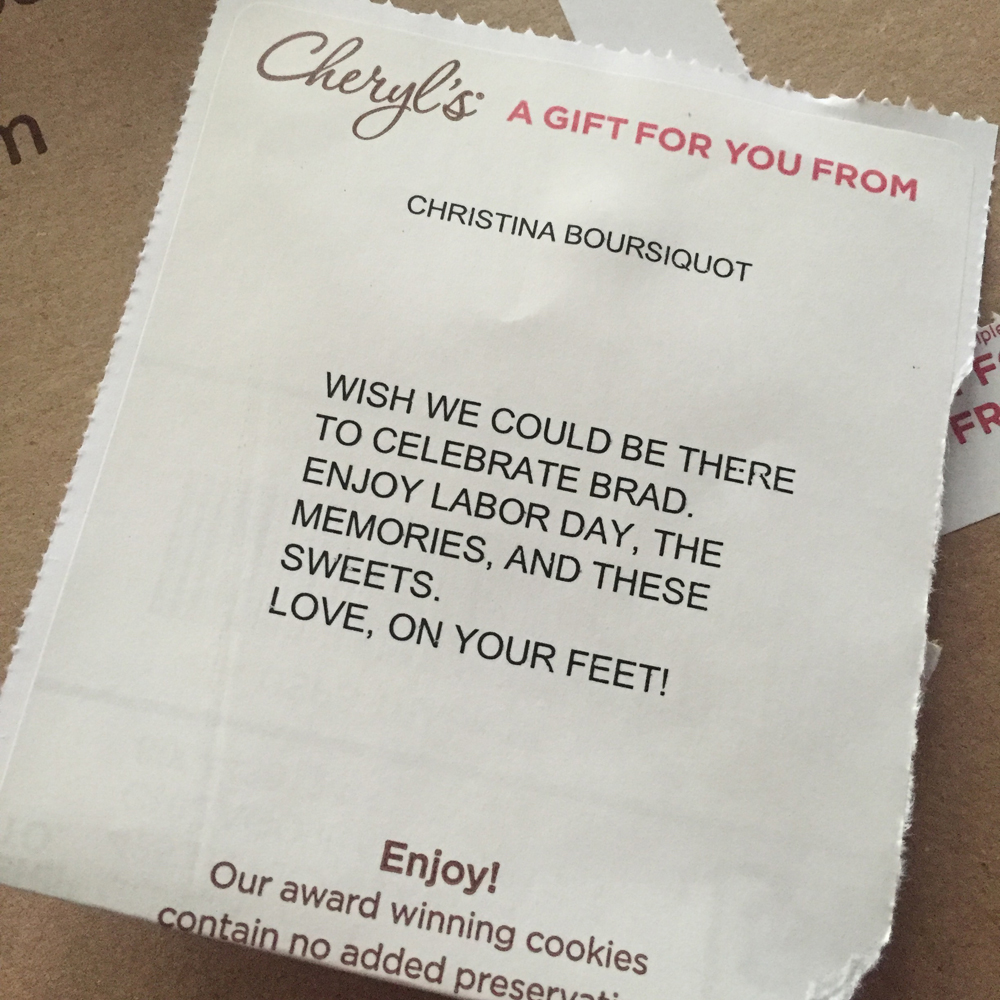 Cheryl's
A GIFT FOR YOU FROM
CHRISTINA BOURSIQUOT
WISH WE COULD BE THERE
TO CELEBRATE BRAD.
ENJOY LABOR DAY, THE
MEMORIES, AND THESE
SWEETS.
LOVE, ON YOUR FEET!
Enjoy!
Our award winning cookies
contain no added